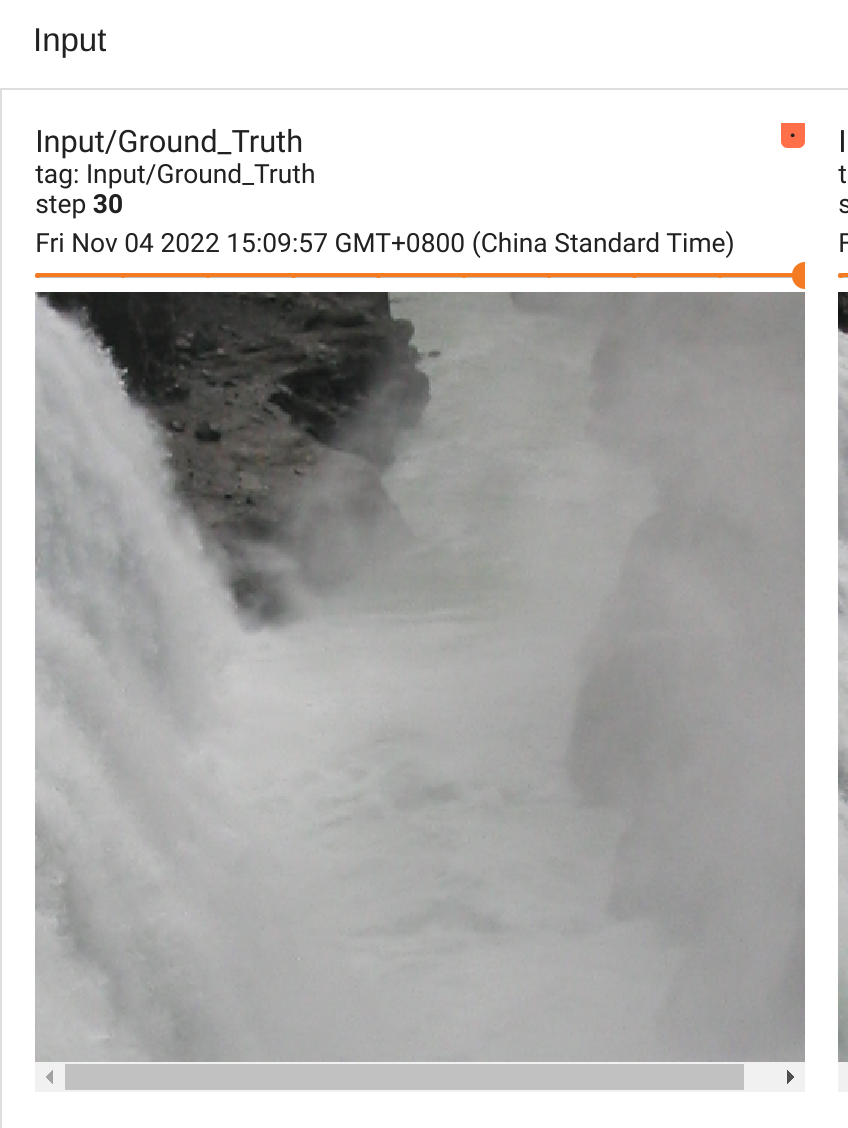 Input
Input/Ground_Truth
tag: Input/Ground_Truth
step 30
Fri Nov 04 2022 15:09:57 GMT+0800 (China Standard Time)